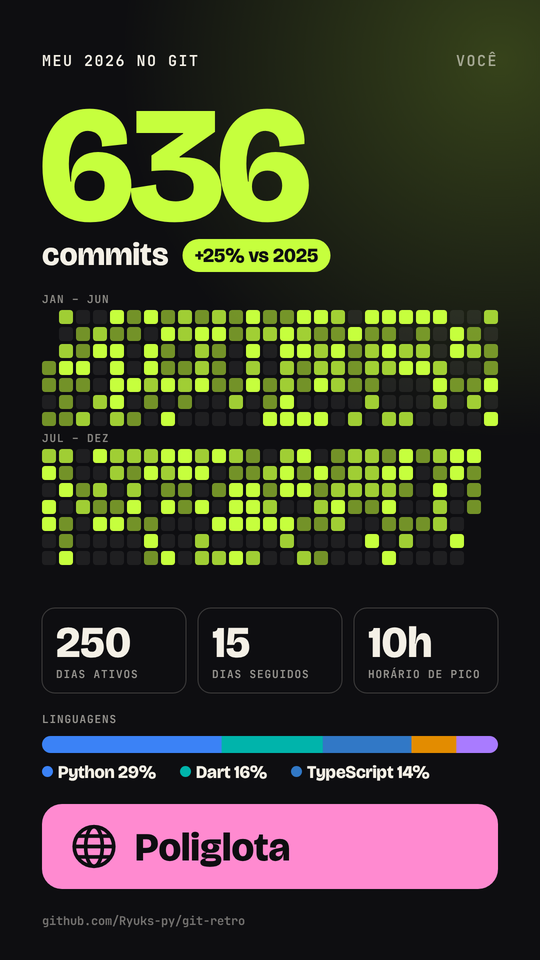 MEU 2026 NO GIT
VOCÊ
636
commits
+25% vs 2025
JAN – JUN
JUL – DEZ
250
DIAS ATIVOS
15
DIAS SEGUIDOS
10h
HORÁRIO DE PICO
LINGUAGENS
Python 29%
Dart 16%
TypeScript 14%
Poliglota
github.com/Ryuks-py/git-retro